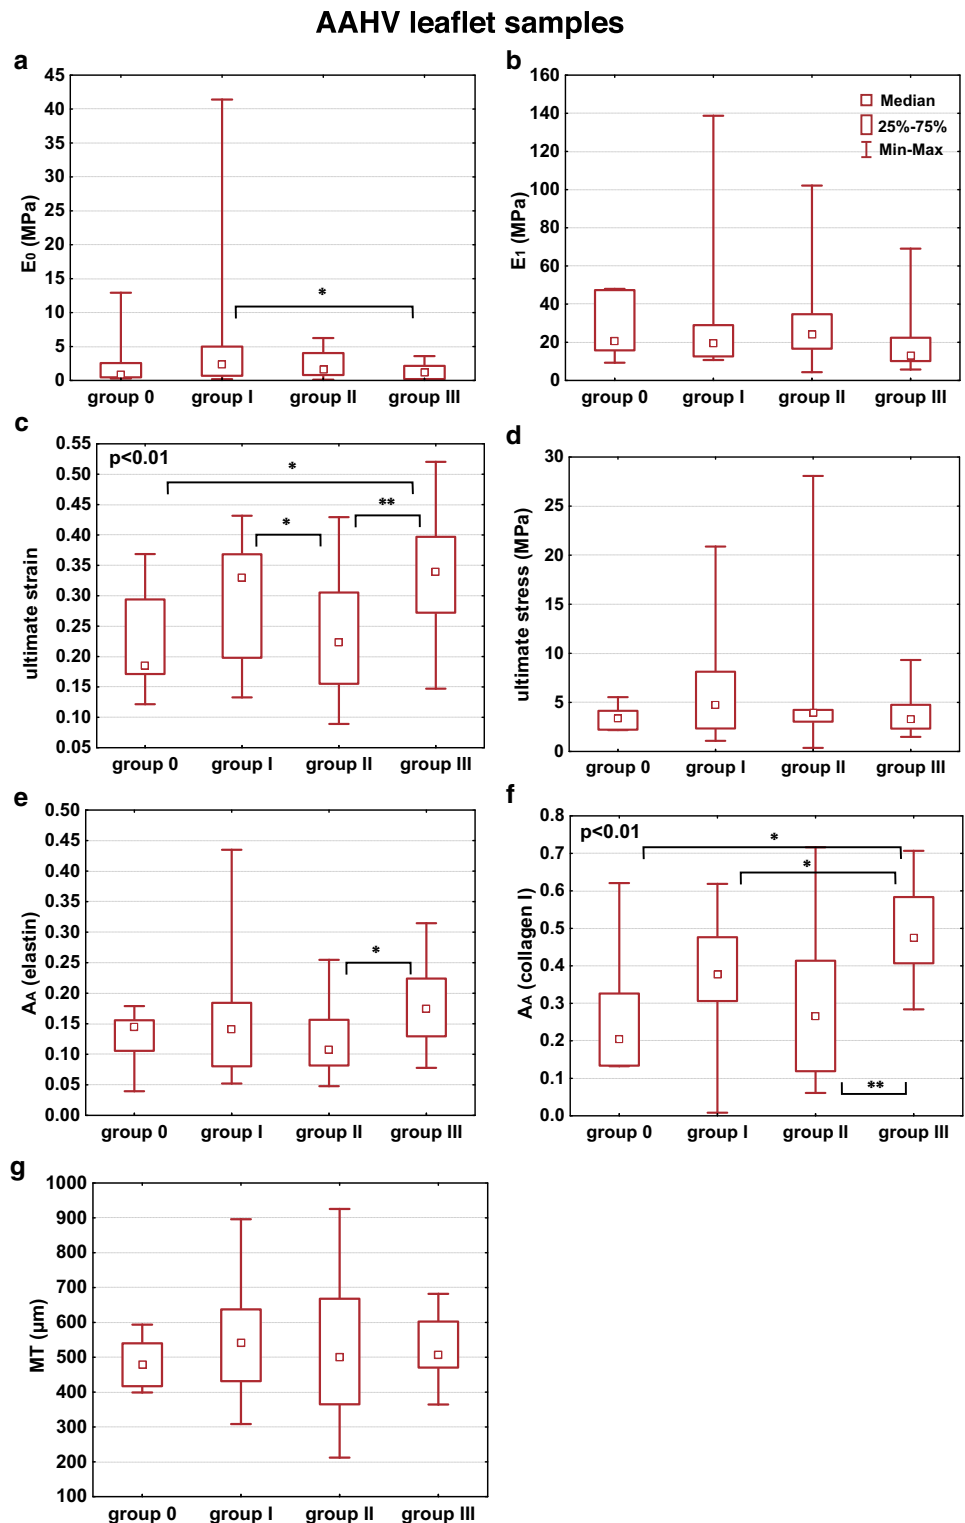 AAHV leaflet samples
a
45
40
35
30
25
20
15
10
5
0
E0 (MPa)
*
group 0 group I group II group III
b
160
140
120
100
80
60
40
20
0
E1 (MPa)
Median
25%-75%
Min-Max
group 0 group I group II group III
c
0.55
0.50
0.45
0.40
0.35
0.30
0.25
0.20
0.15
0.10
0.05
ultimate strain
p<0.01
*
*
**
group 0 group I group II group III
d
30
25
20
15
10
5
0
ultimate stress (MPa)
group 0 group I group II group III
e
0.50
0.45
0.40
0.35
0.30
0.25
0.20
0.15
0.10
0.05
0.00
AA (elastin)
*
group 0 group I group II group III
f
0.8
0.7
0.6
0.5
0.4
0.3
0.2
0.1
0.0
AA (collagen I)
p<0.01
*
*
**
group 0 group I group II group III
g
1000
900
800
700
600
500
400
300
200
100
MT (µm)
group 0 group I group II group III